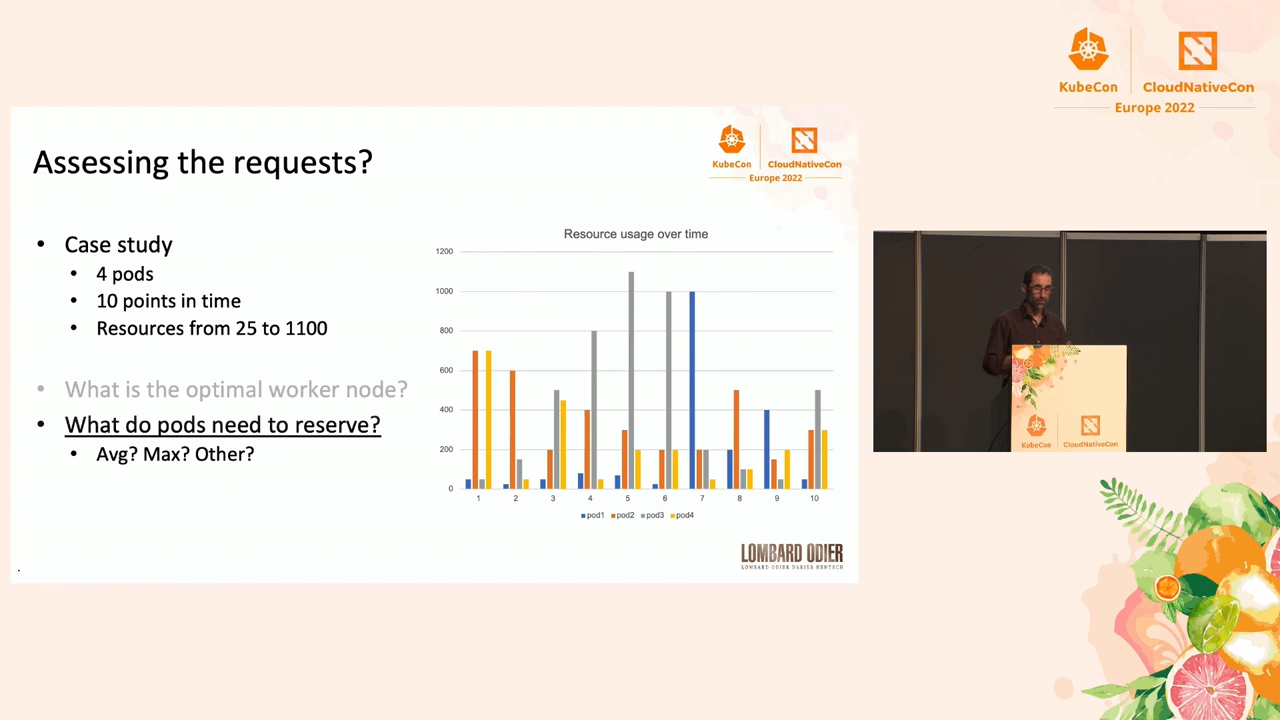 KubeCon
CloudNativeCon
Europe 2022
Assessing the requests?
KubeCon
CloudNativeCon
Europe 2022
• Case study
• 4 pods
• 10 points in time
• Resources from 25 to 1100
• What is the optimal worker node?
• What do pods need to reserve?
• Avg? Max? Other?
Resource usage over time
1200
1000
800
600
400
200
0
1 2 3 4 5 6 7 8 9 10
pod1 pod2 pod3 pod4
LOMBARD ODIER
LOMBARD ODIER DARIER HENTSCH
.
KubeCon
CloudNativeCon